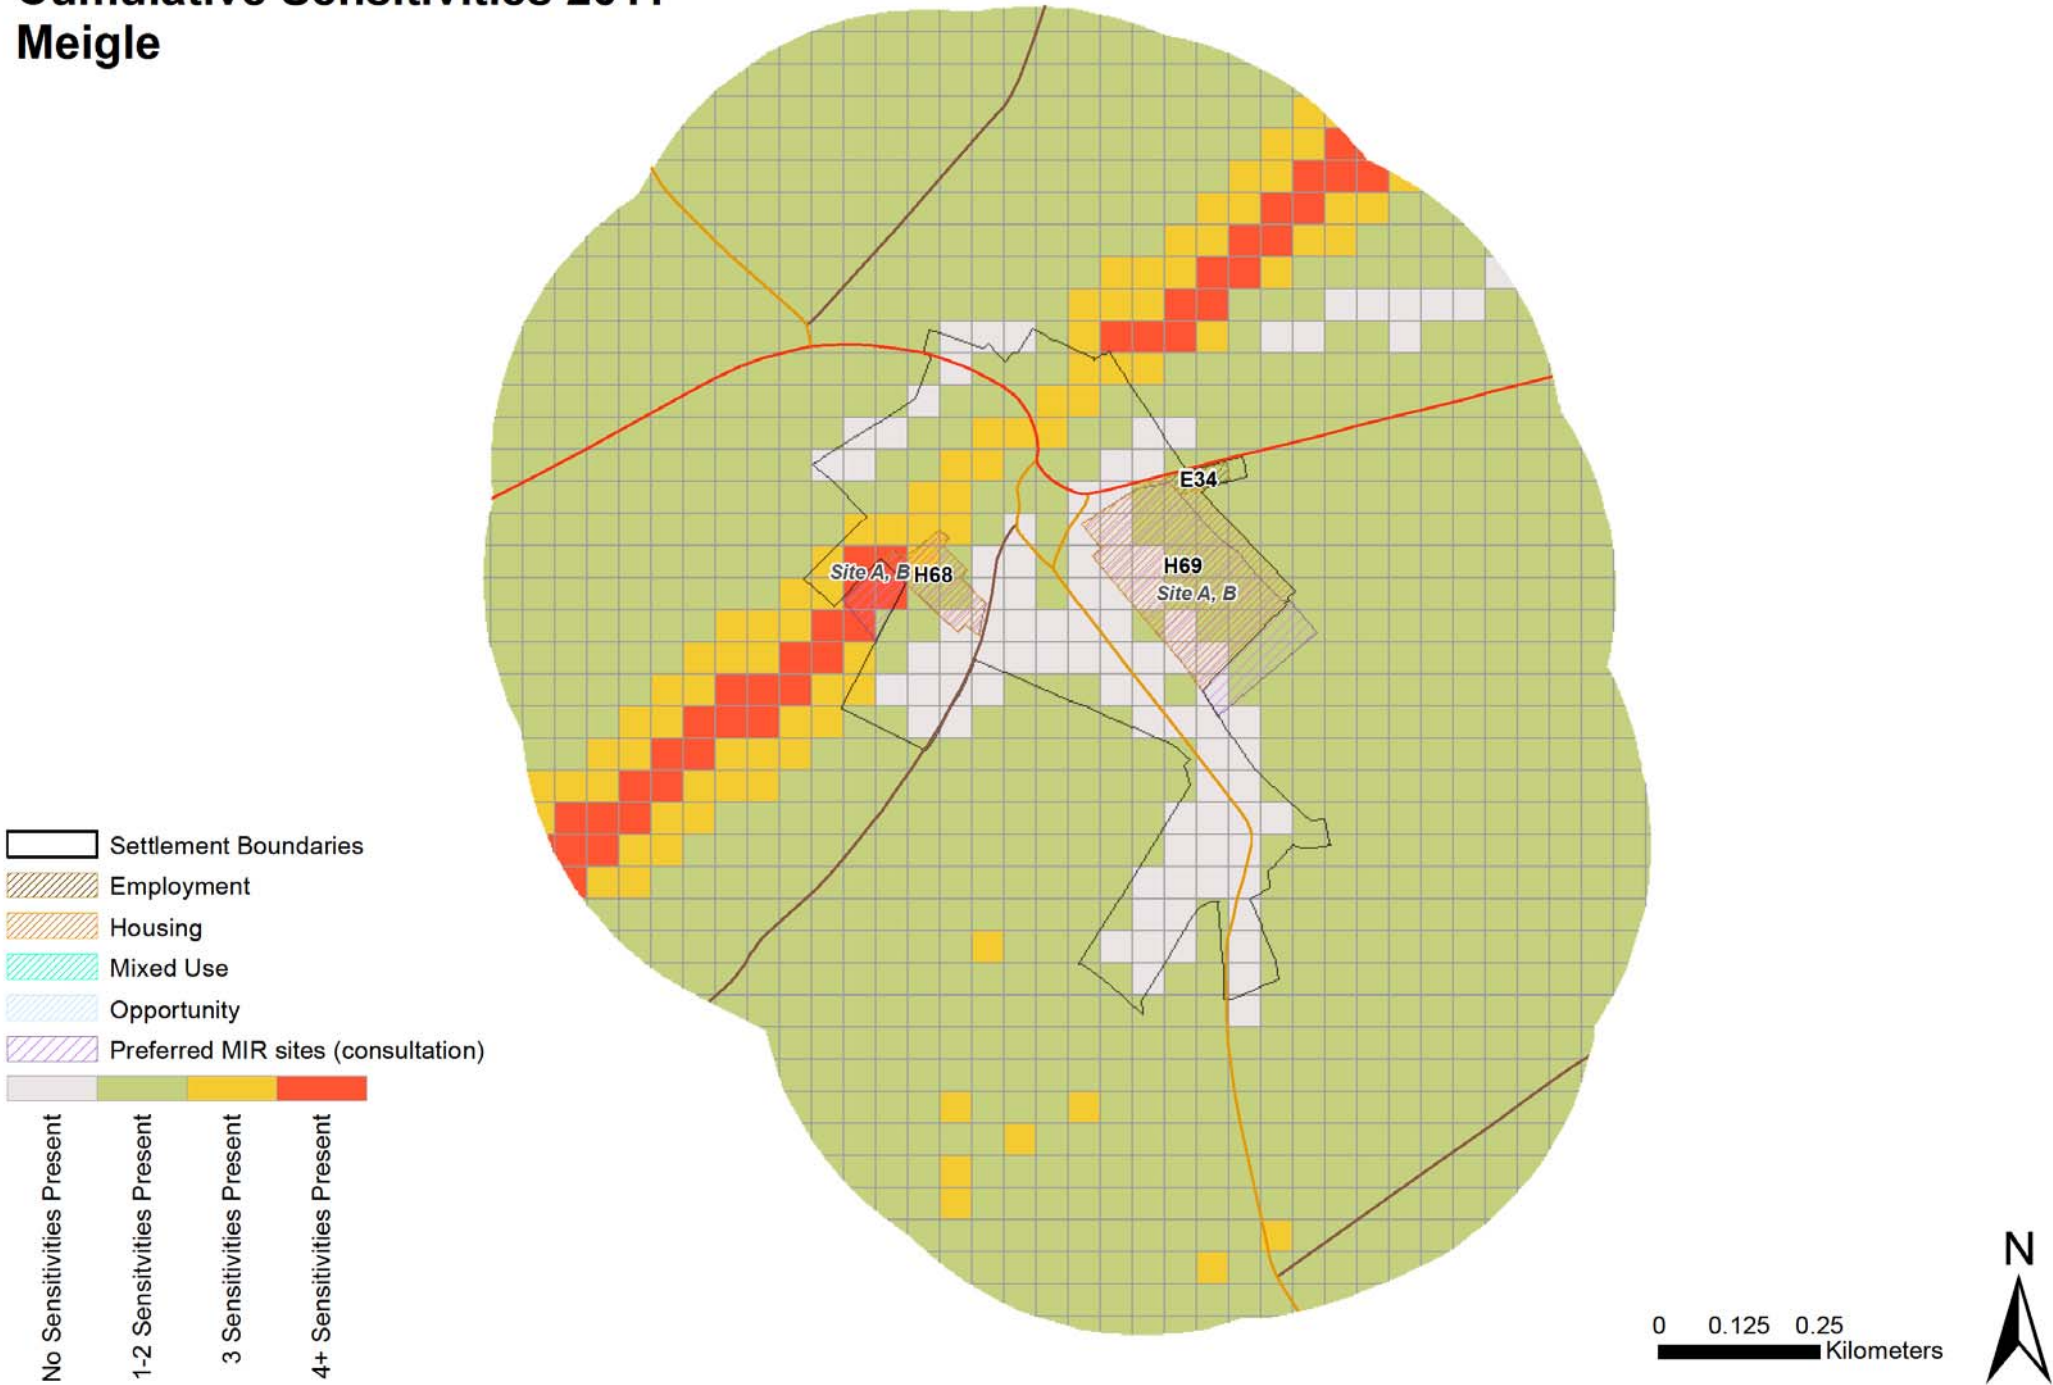 Meigle
E34
H69
Site A, B
Site A, B
H68
Settlement Boundaries
Employment
Housing
Mixed Use
Opportunity
Preferred MIR sites (consultation)
No Sensitivities Present
1-2 Sensitivities Present
3 Sensitivities Present
4+ Sensitivities Present
N
0 0.125 0.25
Kilometers